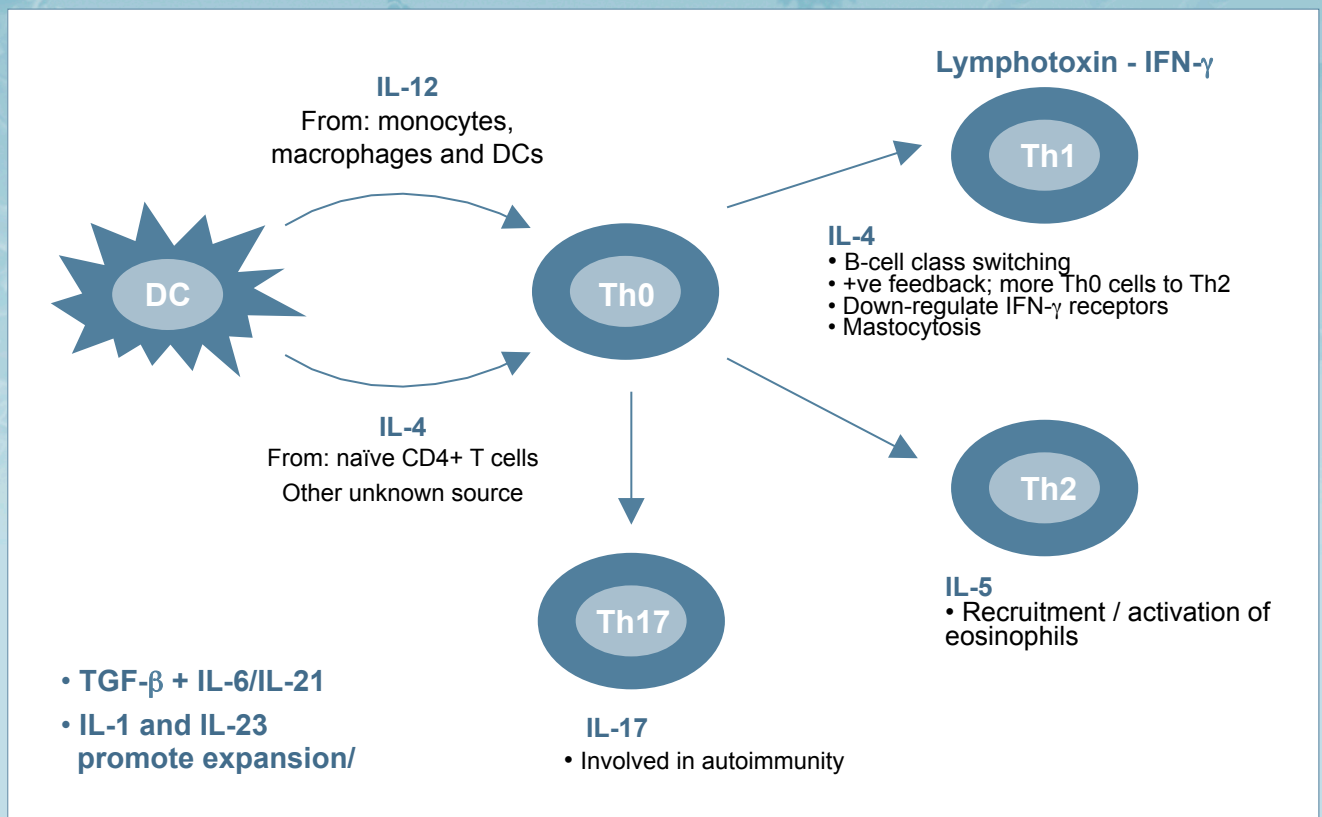 IL-12
From: monocytes,
macrophages and DCs
Lymphotoxin - IFN-γ
Th1
DC
Th0
IL-4
• B-cell class switching
• +ve feedback; more Th0 cells to Th2
• Down-regulate IFN-γ receptors
• Mastocytosis
IL-4
From: naïve CD4+ T cells
Other unknown source
Th2
IL-5
• Recruitment / activation of
eosinophils
Th17
IL-17
• Involved in autoimmunity
• TGF-β + IL-6/IL-21
• IL-1 and IL-23
promote expansion/